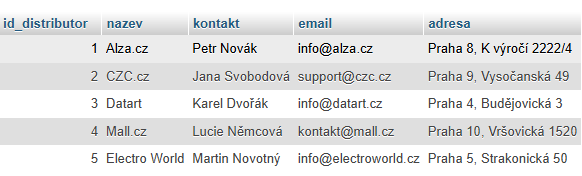 id_distributor nazev kontakt email adresa
1 Alza.cz Petr Novák info@alza.cz Praha 8, K výročí 2222/4
2 CZC.cz Jana Svobodová support@czc.cz Praha 9, Vysočanská 49
3 Datart Karel Dvořák info@datart.cz Praha 4, Budějovická 3
4 Mall.cz Lucie Němcová kontakt@mall.cz Praha 10, Vršovická 1520
5 Electro World Martin Novotný info@electroworld.cz Praha 5, Strakonická 50